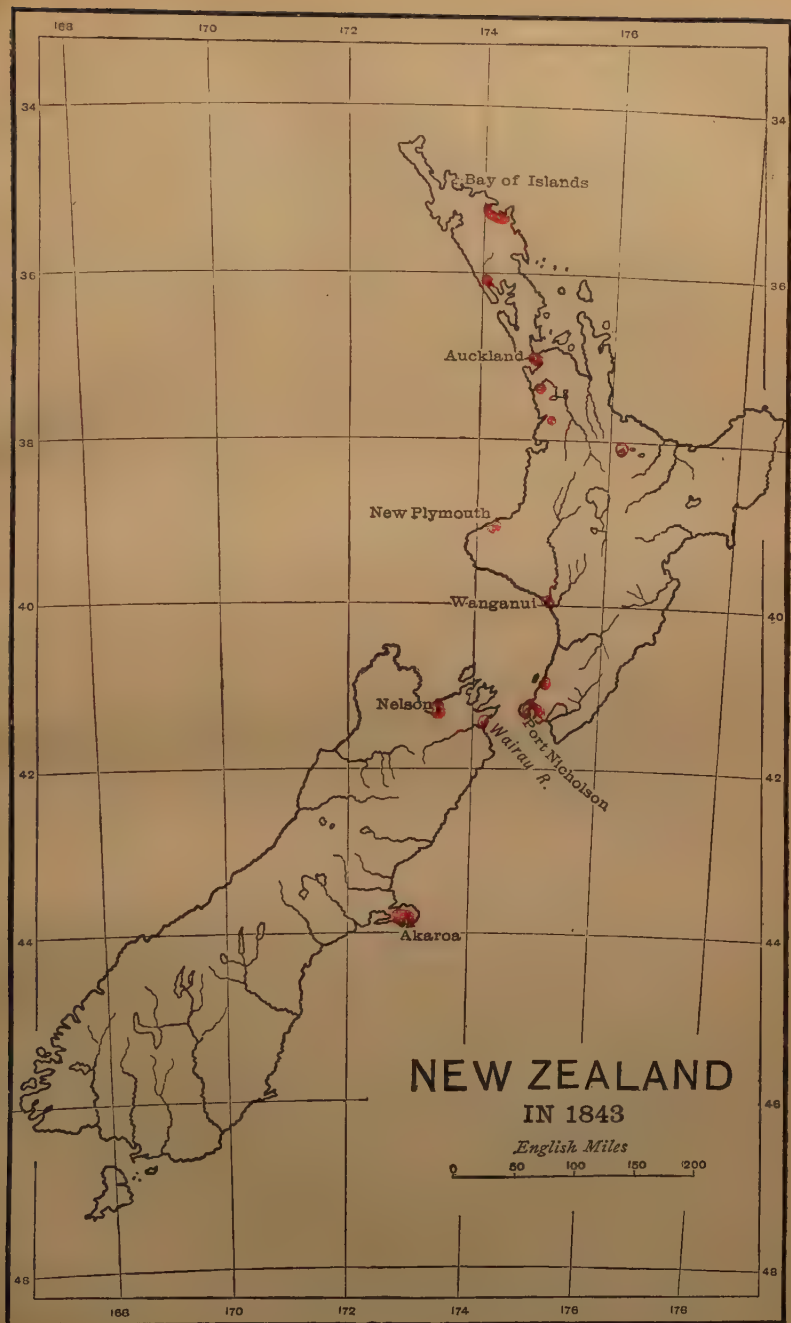 168 170 172 174 176
34 34
Bay of Islands
36 36
Auckland
38 38
New Plymouth
Wanganui
40 40
Nelson
Port Nicholson
Wairau R.
42 42
44 44
Akaroa
NEW ZEALAND
IN 1843
English Miles
0 50 100 150 200
46 46
48 48
168 170 172 174 176 178